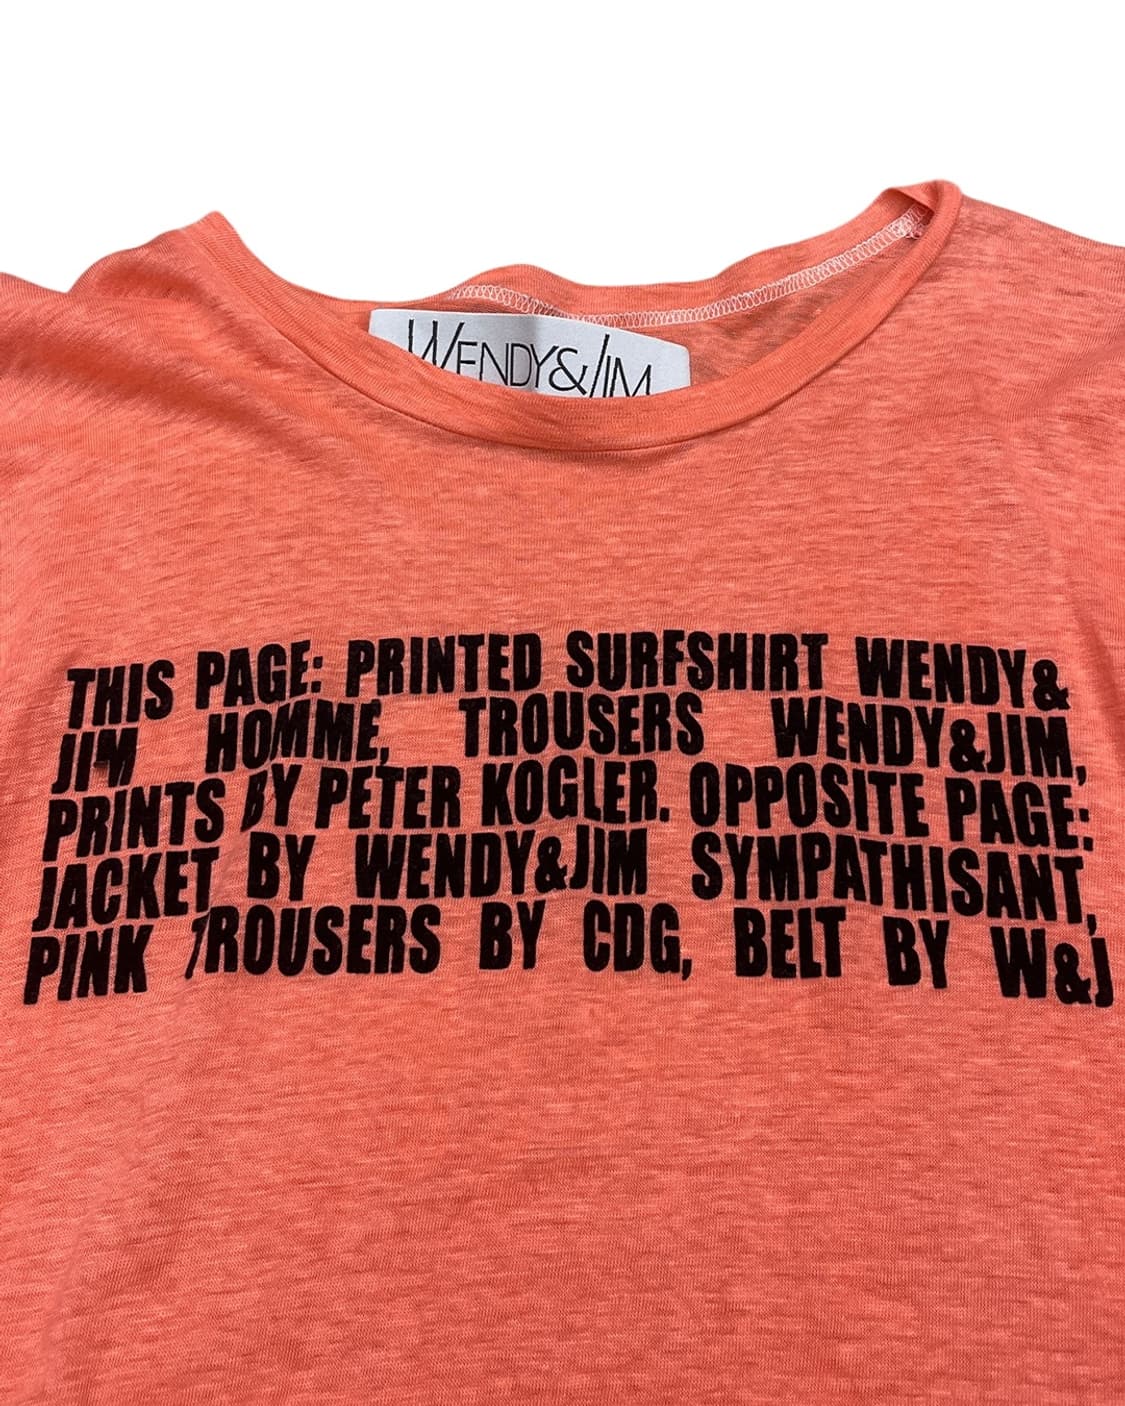 WENDY&JIM
THIS PAGE: PRINTED SURFSHIRT WENDY&
JIM HOMME, TROUSERS WENDY&JIM,
PRINTS BY PETER KOGLER. OPPOSITE PAGE:
JACKET BY WENDY&JIM SYMPATHISANT,
PINK TROUSERS BY CDG, BELT BY W&J